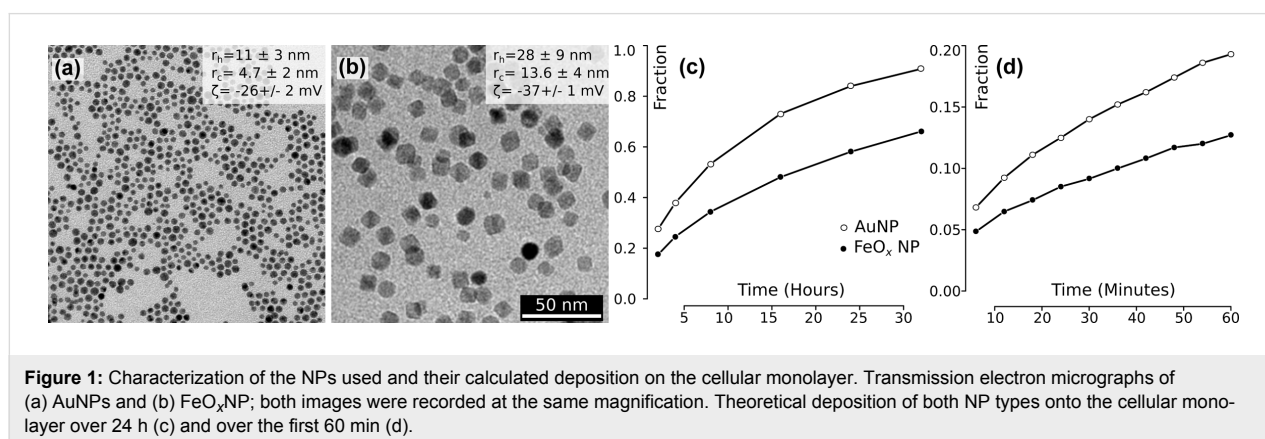 (a)
r_h=11 ± 3 nm
r_c= 4.7 ± 2 nm
ζ= -26+/- 2 mV
(b)
r_h=28 ± 9 nm
r_c= 13.6 ± 4 nm
ζ= -37+/- 1 mV
50 nm
(c)
Fraction
1.0
0.8
0.6
0.4
0.2
0.0
AuNP
FeO_x NP
Time (Hours)
5 10 15 20 25 30
(d)
Fraction
0.20
0.15
0.10
0.05
0.00
Time (Minutes)
10 20 30 40 50 60
Figure 1: Characterization of the NPs used and their calculated deposition on the cellular monolayer. Transmission electron micrographs of
(a) AuNPs and (b) FeO_xNP; both images were recorded at the same magnification. Theoretical deposition of both NP types onto the cellular mono-
layer over 24 h (c) and over the first 60 min (d).